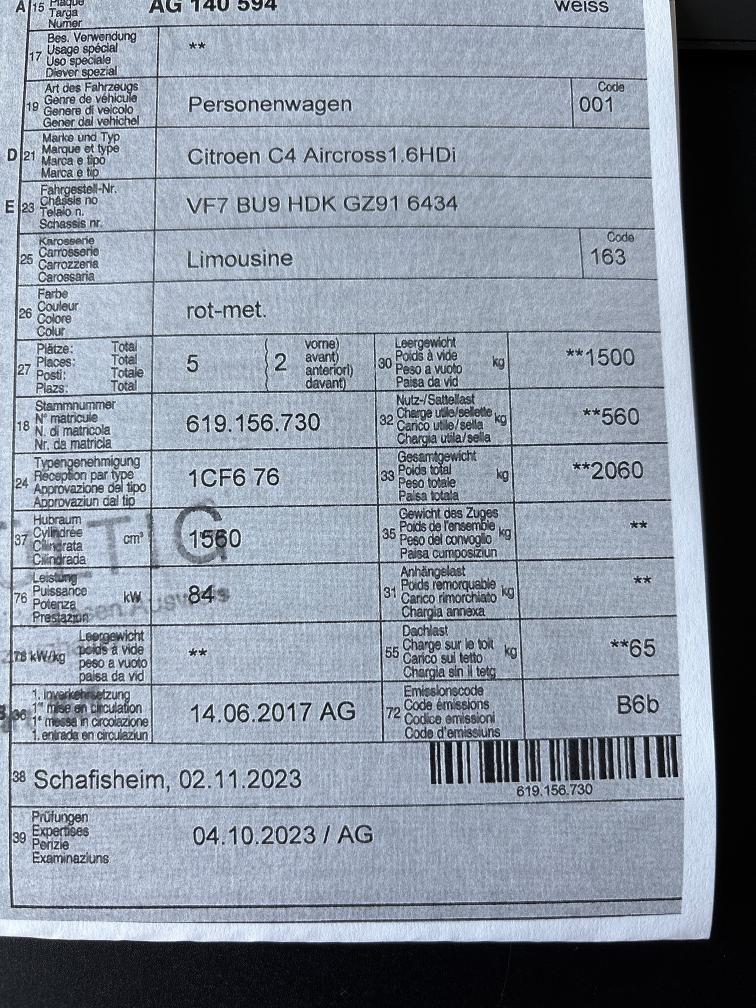 A 15 Plaque AG 140 594 weiss
Targa
Numer
17 Bes. Verwendung **
Usage spécial
Uso speciale
Diever spezial
19 Art des Fahrzeugs Personenwagen Code
Genre de véhicule 001
Genere di veicolo
Gener dal vehichel
D 21 Marke und Typ Citroen C4 Aircross1.6HDi
Marque et type
Marca e tipo
Marca e tip
E 23 Fahrgestell-Nr. VF7 BU9 HDK GZ91 6434
Châssis no
Telaio n.
Schassis nr.
25 Karosserie Limousine Code
Carrosserie 163
Carrozzeria
Carossaria
26 Farbe rot-met.
Couleur
Colore
Colur
27 Plätze: Total 5 2 vorne)
Places: Total avant)
Posti: Totale anteriori)
Plazs: Total davant)
30 Leergewicht kg **1500
Poids à vide
Peso a vuoto
Paisa da vid
18 Stammnummer 619.156.730
N° matricule
N. di matricola
Nr. da matricla
32 Nutz-/Sattellast kg **560
Charge utile/sellette
Carico utile/sella
Chargia utila/sella
24 Typengenehmigung 1CF6 76
Réception par type
Approvazione del tipo
Approvaziun dal tip
33 Gesamtgewicht kg **2060
Poids total
Peso totale
Paisa totala
37 Hubraum cm³ 1560
Cylindrée
Cilindrata
Cilindrada
35 Gewicht des Zuges kg **
Poids de l'ensemble
Peso del convoglio
Paisa cumposiziun
76 Leistung kW 84
Puissance
Potenza
Prestaziun
31 Anhängelast kg **
Poids remorquable
Carico rimorchiato
Chargia annexa
78 kW/kg Leergewicht **
poids à vide
peso a vuoto
paisa da vid
55 Dachlast kg **65
Charge sur le toit
Carico sul tetto
Chargia sin il tetg
36 1. Inverkehrsetzung 14.06.2017 AG
1re mise en circulation
1a messa in circolazione
1. entrada en circulaziun
72 Emissionscode B6b
Code émissions
Codice emissioni
Code d'emissiuns
38 Schafisheim, 02.11.2023
619.156.730
39 Prüfungen 04.10.2023 / AG
Expertises
Perizie
Examinaziuns